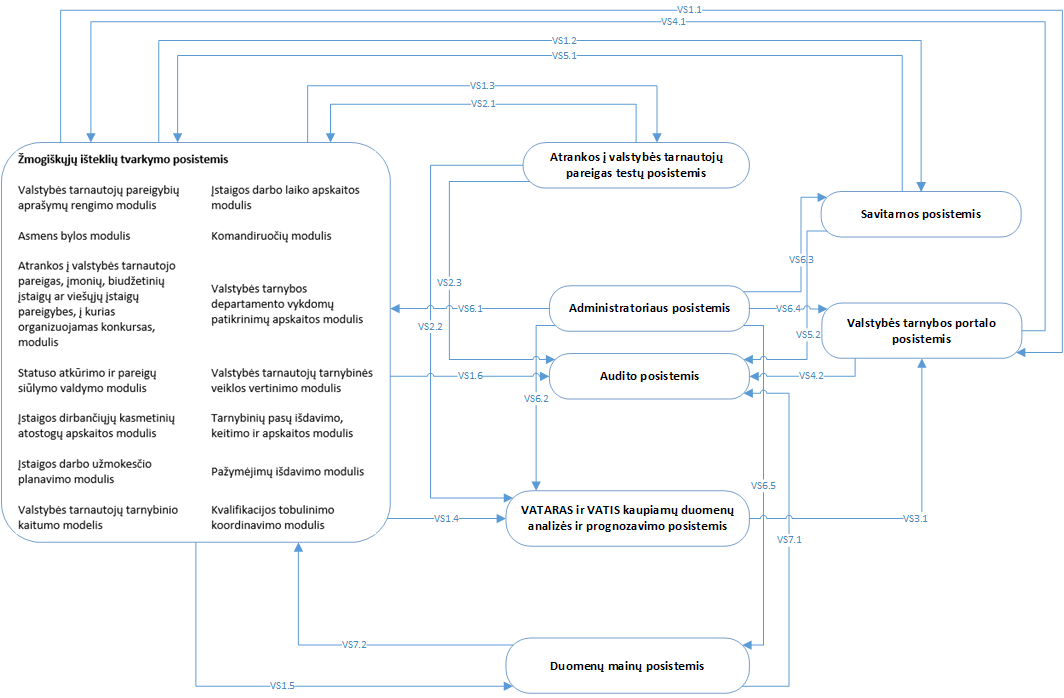 VS1.1
VS4.1
VS1.2
VS5.1
VS1.3
VS2.1
Žmogiškųjų išteklių tvarkymo posistemis
Valstybės tarnautojų pareigybių
aprašymų rengimo modulis
Įstaigos darbo laiko apskaitos
modulis
Asmens bylos modulis
Komandiruočių modulis
Atrankos į valstybės tarnautojo
pareigas, įmonių, biudžetinių
įstaigų ar viešųjų įstaigų
pareigybes, į kurias
organizuojamas konkursas,
modulis
Valstybės tarnybos
departamento vykdomų
patikrinimų apskaitos modulis
Statuso atkūrimo ir pareigų
siūlymo valdymo modulis
Valstybės tarnautojų tarnybinės
veiklos vertinimo modulis
Įstaigos dirbančiųjų kasmetinių
atostogų apskaitos modulis
Tarnybinių pasų išdavimo,
keitimo ir apskaitos modulis
Įstaigos darbo užmokesčio
planavimo modulis
Pažymėjimų išdavimo modulis
Valstybės tarnautojų tarnybinio
kaitumo modelis
Kvalifikacijos tobulinimo
koordinavimo modulis
Atrankos į valstybės tarnautojų
pareigas testų posistemis
Savitarnos posistemis
VS6.3
VS2.3
Administratoriaus posistemis
VS6.1
VS6.4
VS2.2
VS5.2
Valstybės tarnybos portalo
posistemis
Audito posistemis
VS1.6
VS4.2
VS6.2
VS6.5
VATARAS ir VATIS kaupiamų duomenų
analizės ir prognozavimo posistemis
VS1.4
VS3.1
VS7.1
VS7.2
Duomenų mainų posistemis
VS1.5